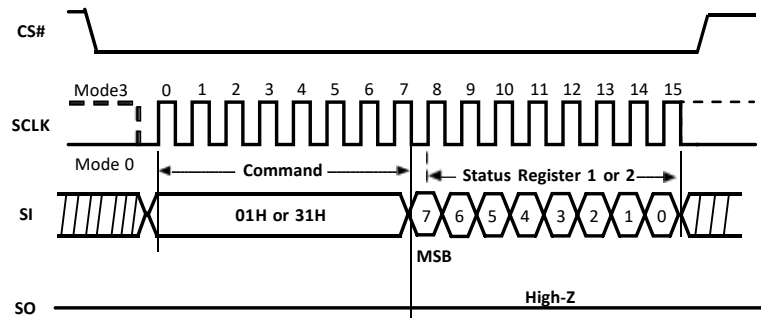 CS#
Mode3 0 1 2 3 4 5 6 7 8 9 10 11 12 13 14 15
SCLK
Mode 0
Command
Status Register 1 or 2
SI
01H or 31H
7 6 5 4 3 2 1 0
MSB
High-Z
SO